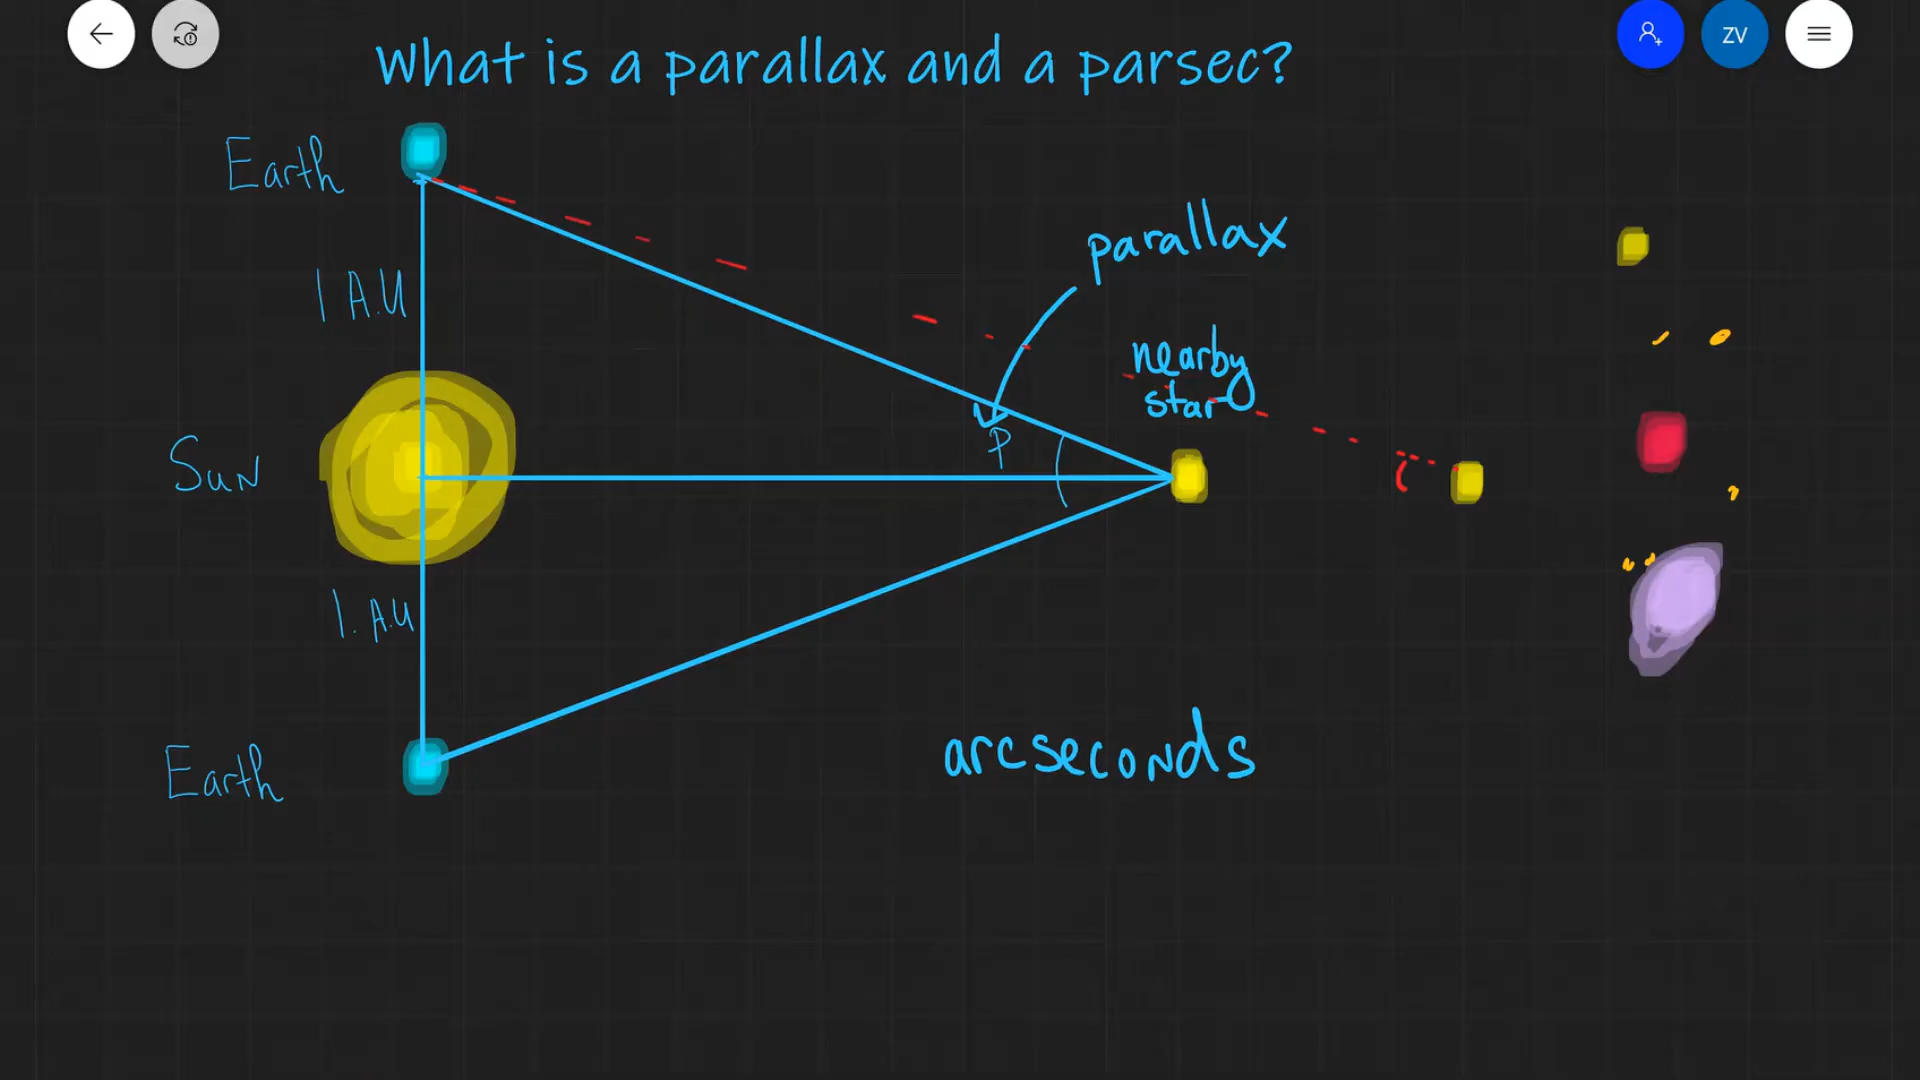 What is a parallax and a parsec?
ZV
Earth
1 A.U
parallax
nearby
star
P
Sun
1. A.U
Earth
arcseconds